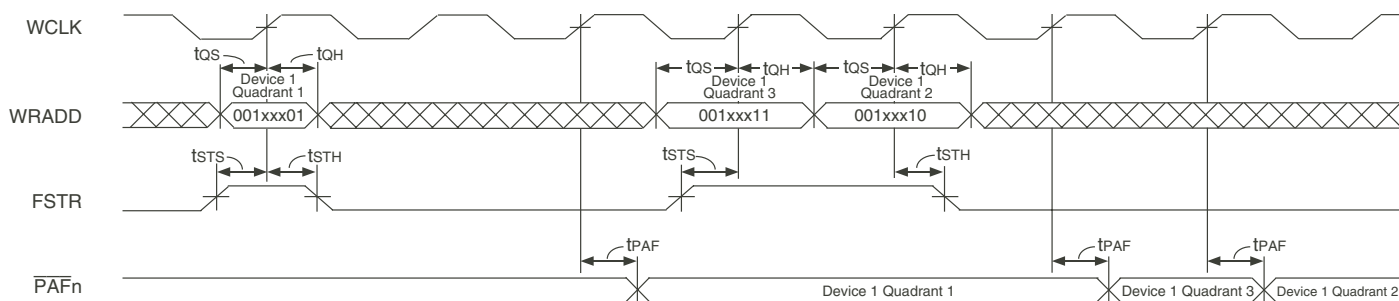 WCLK
tQS
tQH
Device 1
Quadrant 1
tQS
tQH
Device 1
Quadrant 3
tQS
tQH
Device 1
Quadrant 2
WRADD
001xxx01
001xxx11
001xxx10
tSTS
tSTH
tSTS
tSTH
FSTR
tPAF
tPAF
tPAF
PAFn
Device 1 Quadrant 1
Device 1 Quadrant 3
Device 1 Quadrant 2